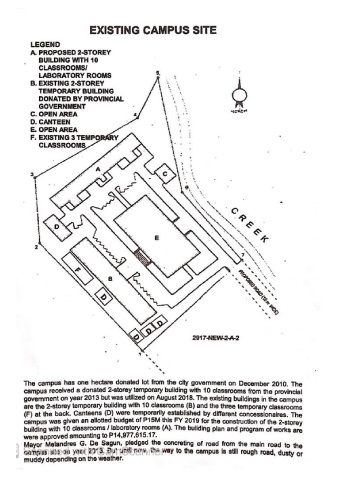 EXISTING CAMPUS SITE
LEGEND
A. PROPOSED 2-STOREY
BUILDING WITH 10
CLASSROOMS/
LABORATORY ROOMS
B. EXISTING 2-STOREY
TEMPORARY BUILDING
DONATED BY PROVINCIAL
GOVERNMENT
C. OPEN AREA
D. CANTEEN
E. OPEN AREA
F. EXISTING 3 TEMPORARY
CLASSROOMS
5
4
NORTH
3
A
C
6
D
2
E
CREEK
F
B
7
D
D
D
D
D
PROPOSED ROAD
2017-NEW-2-A-2
The campus has one hectare donated lot from the city government on December 2010. The
campus received a donated 2-storey temporary building with 10 classrooms from the provincial
government on year 2013 but was utilized on August 2018. The existing buildings in the campus
are the 2-storey temporary building with 10 classrooms (B) and the three temporary classrooms
(F) at the back. Canteens (D) were temporarily established by different concessionaires. The
campus was given an allotted budget of P15M this FY 2019 for the construction of the 2-storey
building with 10 classrooms / laboratory rooms (A). The building plan and program of works are
were approved amounting to P14,977,615.17.
Mayor Melandres G. De Sagun, pledged the concreting of road from the main road to the
campus site on year 2013. But until now, the way to the campus is still rough road, dusty or
muddy depending on the weather.